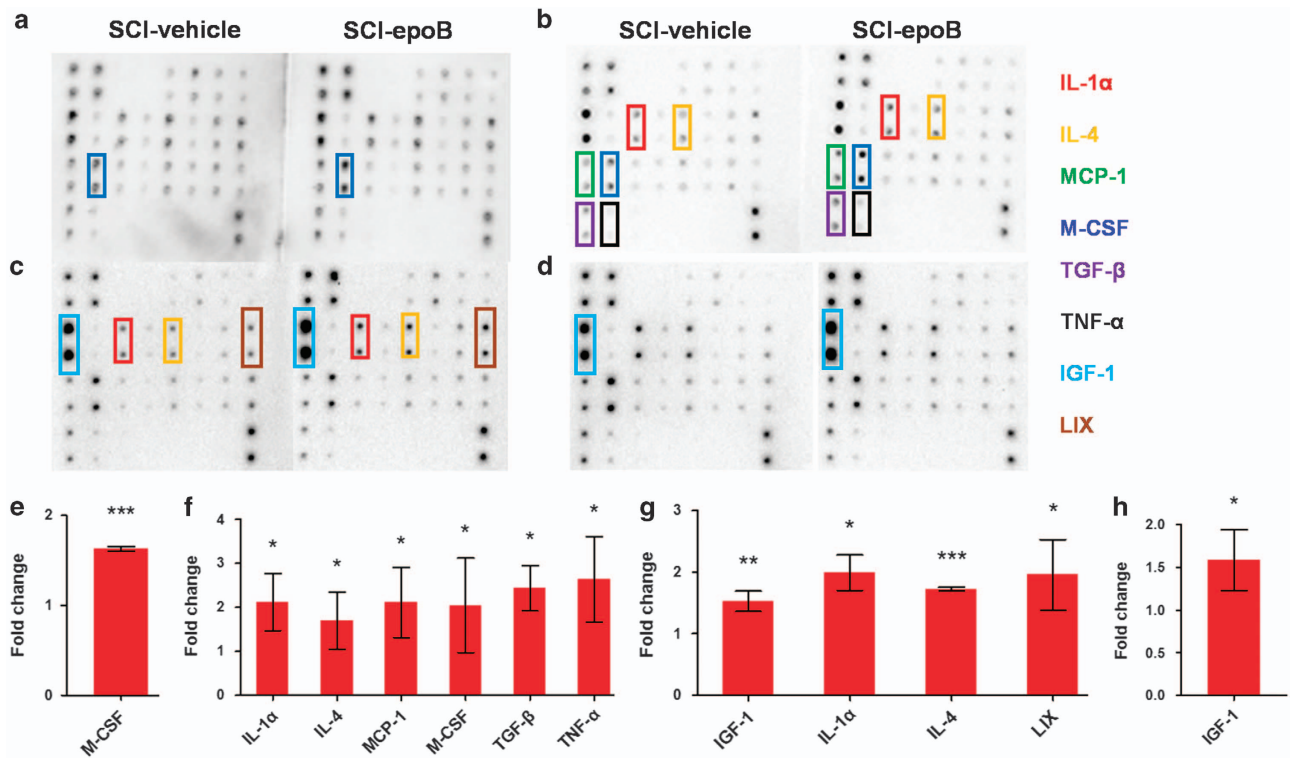 a SCI-vehicle SCI-epoB
b SCI-vehicle SCI-epoB
IL-1α
IL-4
MCP-1
M-CSF
TGF-β
TNF-α
IGF-1
LIX
c
d
e
***
2
1
0
Fold change
M-CSF
f
* * * * * *
4
3
2
1
0
Fold change
IL-1α IL-4 MCP-1 M-CSF TGF-β TNF-α
g
** * *** *
3
2
1
0
Fold change
IGF-1 IL-1α IL-4 LIX
h
*
2.0
1.5
1.0
0.5
0.0
Fold change
IGF-1